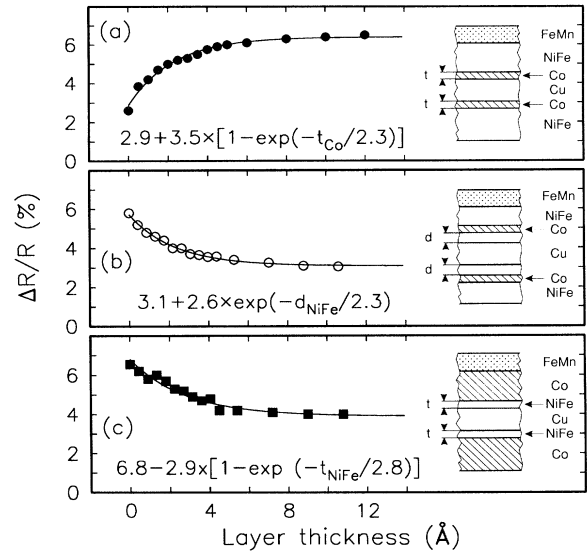 (a)
6
4
2
0
2.9+3.5×[1−exp(−t_Co/2.3)]
FeMn
NiFe
t
Co
Cu
t
Co
NiFe
ΔR/R (%)
(b)
6
4
2
0
3.1+2.6×exp(−d_NiFe/2.3)
FeMn
NiFe
Co
d
Cu
d
Co
NiFe
(c)
6
4
2
0
6.8−2.9x[1−exp (−t_NiFe/2.8)]
FeMn
Co
t
NiFe
Cu
t
NiFe
Co
0 4 8 12
Layer thickness (Å)